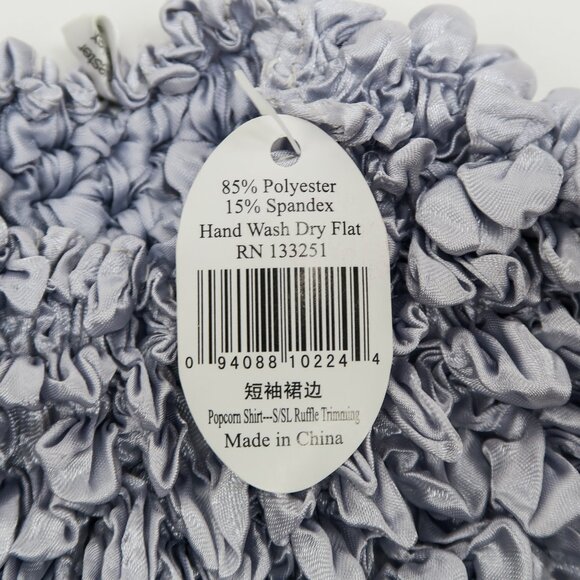 85% Polyester
15% Spandex
Hand Wash Dry Flat
RN 133251
0 94088 10224 4
短袖裙边
Popcorn Shirt---S/SL Ruffle Trimming
Made in China